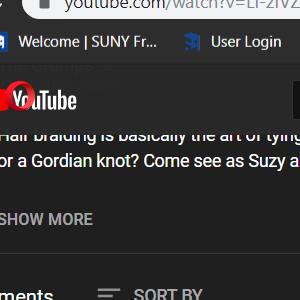 youtube.com/watch?v=LI-zIVZ
Welcome | SUNY Fr...
User Login
YouTube
Hair braiding is basically the art of tying
or a Gordian knot? Come see as Suzy a
SHOW MORE
ments
SORT BY